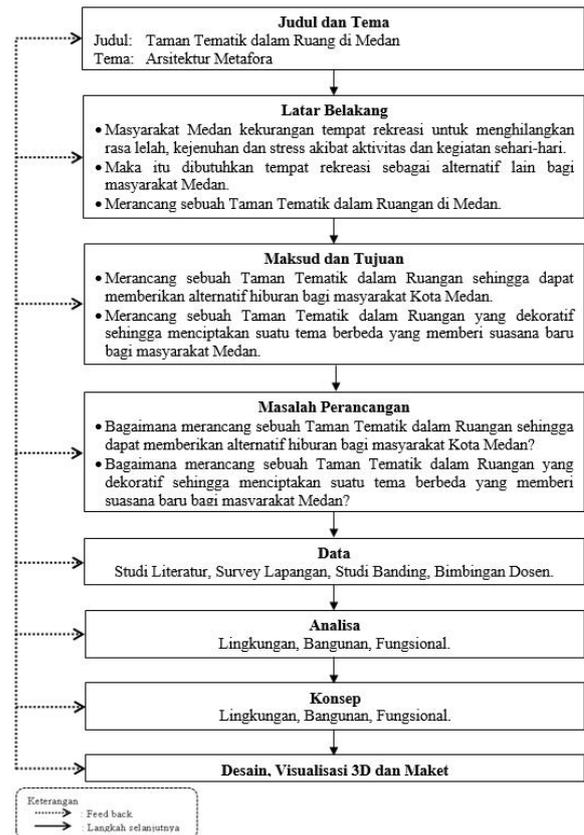 Judul dan Tema
Judul: Taman Tematik dalam Ruang di Medan
Tema: Arsitektur Metafora
Latar Belakang
• Masyarakat Medan kekurangan tempat rekreasi untuk menghilangkan
rasa lelah, kejenuhan dan stress akibat aktivitas dan kegiatan sehari-hari.
• Maka itu dibutuhkan tempat rekreasi sebagai alternatif lain bagi
masyarakat Medan.
• Merancang sebuah Taman Tematik dalam Ruangan di Medan.
Maksud dan Tujuan
• Merancang sebuah Taman Tematik dalam Ruangan sehingga dapat
memberikan alternatif hiburan bagi masyarakat Kota Medan.
• Merancang sebuah Taman Tematik dalam Ruangan yang dekoratif
sehingga menciptakan suatu tema berbeda yang memberi suasana baru
bagi masyarakat Medan.
Masalah Perancangan
• Bagaimana merancang sebuah Taman Tematik dalam Ruangan sehingga
dapat memberikan alternatif hiburan bagi masyarakat Kota Medan?
• Bagaimana merancang sebuah Taman Tematik dalam Ruangan yang
dekoratif sehingga menciptakan suatu tema berbeda yang memberi
suasana baru bagi masyarakat Medan?
Data
Studi Literatur, Survey Lapangan, Studi Banding, Bimbingan Dosen.
Analisa
Lingkungan, Bangunan, Fungsional.
Konsep
Lingkungan, Bangunan, Fungsional.
Desain, Visualisasi 3D dan Maket
Keterangan
: Feed back
: Langkah selanjutnya